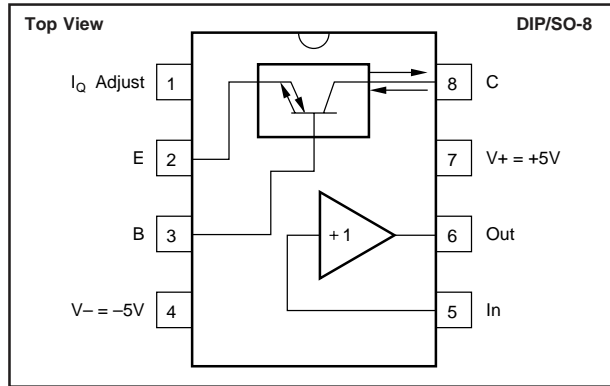 Top View
DIP/SO-8
I_Q Adjust 1
8 C
E 2
7 V+ = +5V
B 3
+1
6 Out
V– = –5V 4
5 In